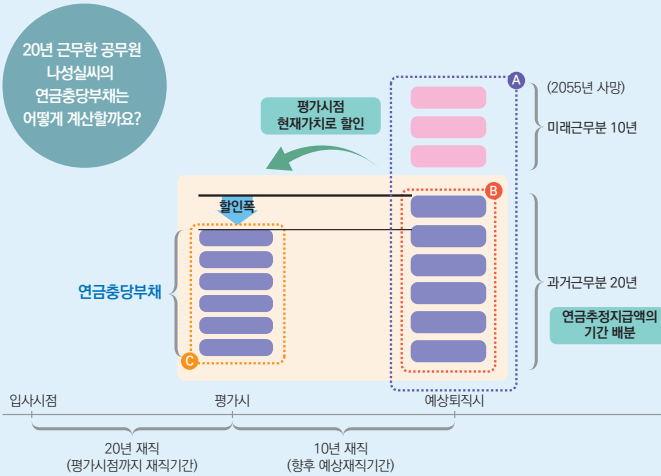 20년 근무한 공무원
나성실씨의
연금충당부채는
어떻게 계산할까요?
평가시점
현재가치로 할인
A
(2055년 사망)
미래근무분 10년
B
할인폭
연금충당부채
과거근무분 20년
연금추정지급액의
기간 배분
C
입사시점
평가시
예상퇴직시
20년 재직
(평가시점까지 재직기간)
10년 재직
(향후 예상재직기간)